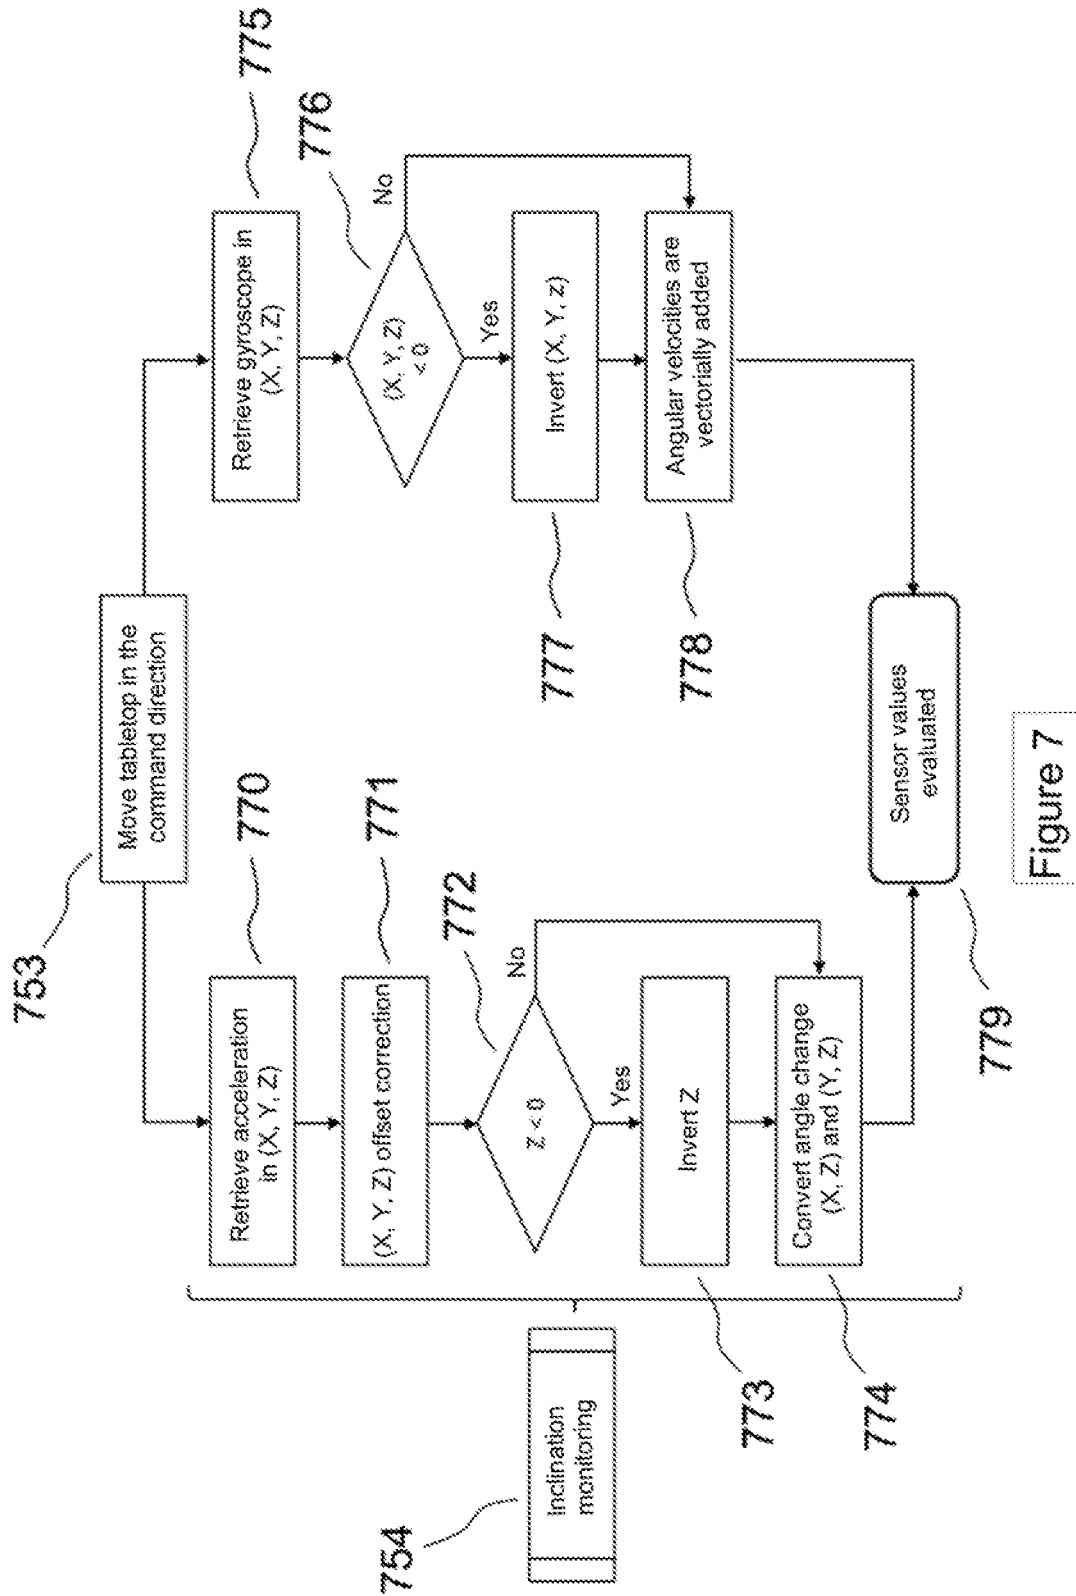 753
Move tabletop in the
command direction
754
Inclination
monitoring
Retrieve acceleration
in (X, Y, Z)
770
(X, Y, Z) offset correction
771
Z < 0
772
No
Yes
Invert Z
773
Convert angle change
(X, Z) and (Y, Z)
774
Retrieve gyroscope in
(X, Y, Z)
775
(X, Y, Z)
< 0
776
No
Yes
Invert (X, Y, z)
777
Angular velocities are
vectorially added
778
Sensor values
evaluated
779
Figure 7